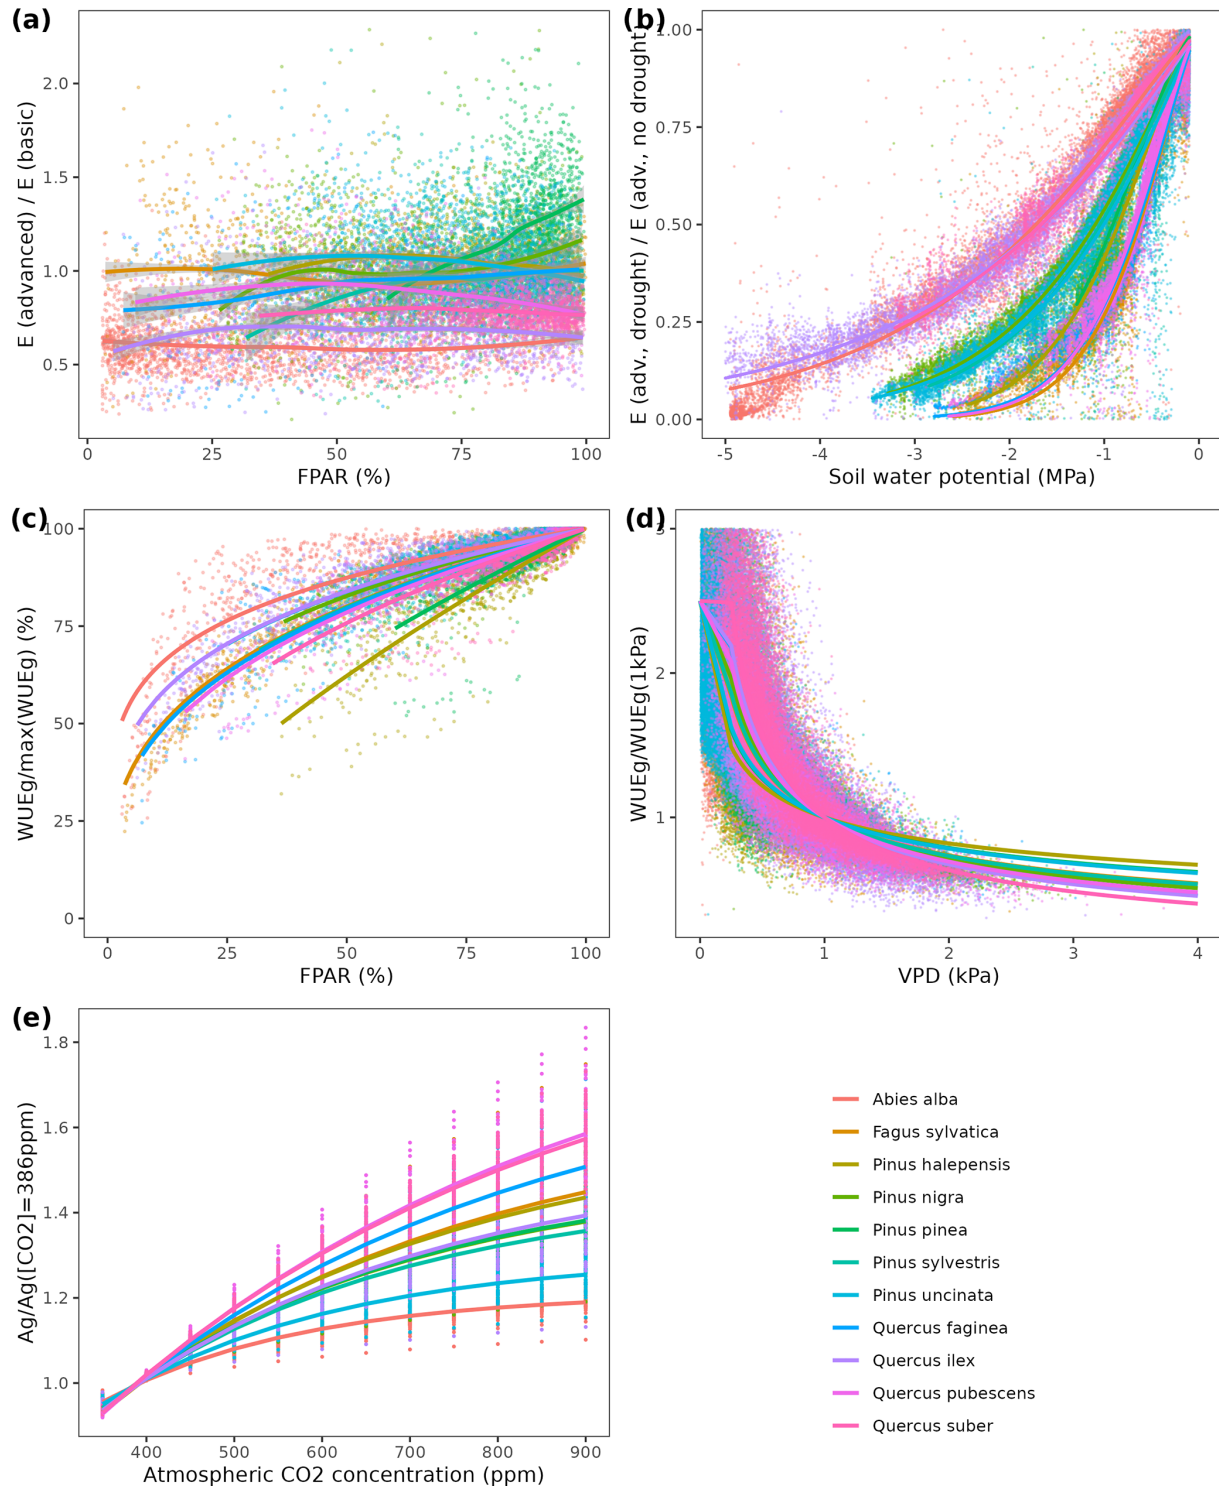 (a)
E (advanced) / E (basic)
2.0
1.5
1.0
0.5
0 25 50 75 100
FPAR (%)
(b)
E (adv., drought) / E (adv., no drought)
1.00
0.75
0.50
0.25
0.00
-5 -4 -3 -2 -1 0
Soil water potential (MPa)
(c)
WUEg/max(WUEg) (%)
100
75
50
25
0
0 25 50 75 100
FPAR (%)
(d)
WUEg/WUEg(1kPa)
3
2
1
0 1 2 3 4
VPD (kPa)
(e)
Ag/Ag([CO2]=386ppm)
1.8
1.6
1.4
1.2
1.0
400 500 600 700 800 900
Atmospheric CO2 concentration (ppm)
Abies alba
Fagus sylvatica
Pinus halepensis
Pinus nigra
Pinus pinea
Pinus sylvestris
Pinus uncinata
Quercus faginea
Quercus ilex
Quercus pubescens
Quercus suber